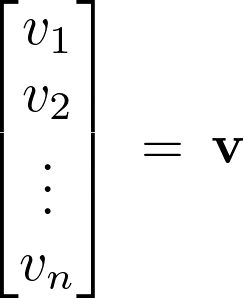 [v₁
v₂
⋮
vₙ] = 𝐯